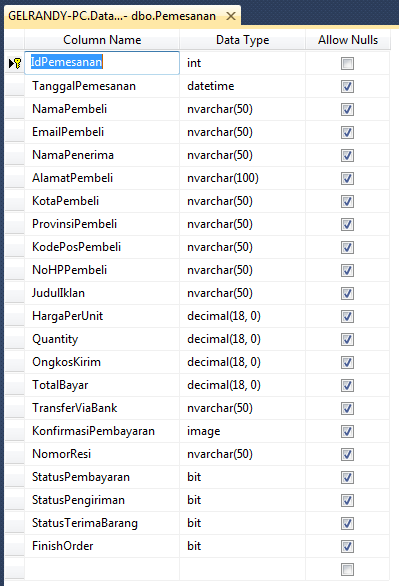 GELRANDY-PC.Data...- dbo.Pemesanan
Column Name Data Type Allow Nulls
IdPemesanan int
TanggalPemesanan datetime
NamaPembeli nvarchar(50)
EmailPembeli nvarchar(50)
NamaPenerima nvarchar(50)
AlamatPembeli nvarchar(100)
KotaPembeli nvarchar(50)
ProvinsiPembeli nvarchar(50)
KodePosPembeli nvarchar(50)
NoHPPembeli nvarchar(50)
JudulIklan nvarchar(50)
HargaPerUnit decimal(18, 0)
Quantity decimal(18, 0)
OngkosKirim decimal(18, 0)
TotalBayar decimal(18, 0)
TransferViaBank nvarchar(50)
KonfirmasiPembayaran image
NomorResi nvarchar(50)
StatusPembayaran bit
StatusPengiriman bit
StatusTerimaBarang bit
FinishOrder bit